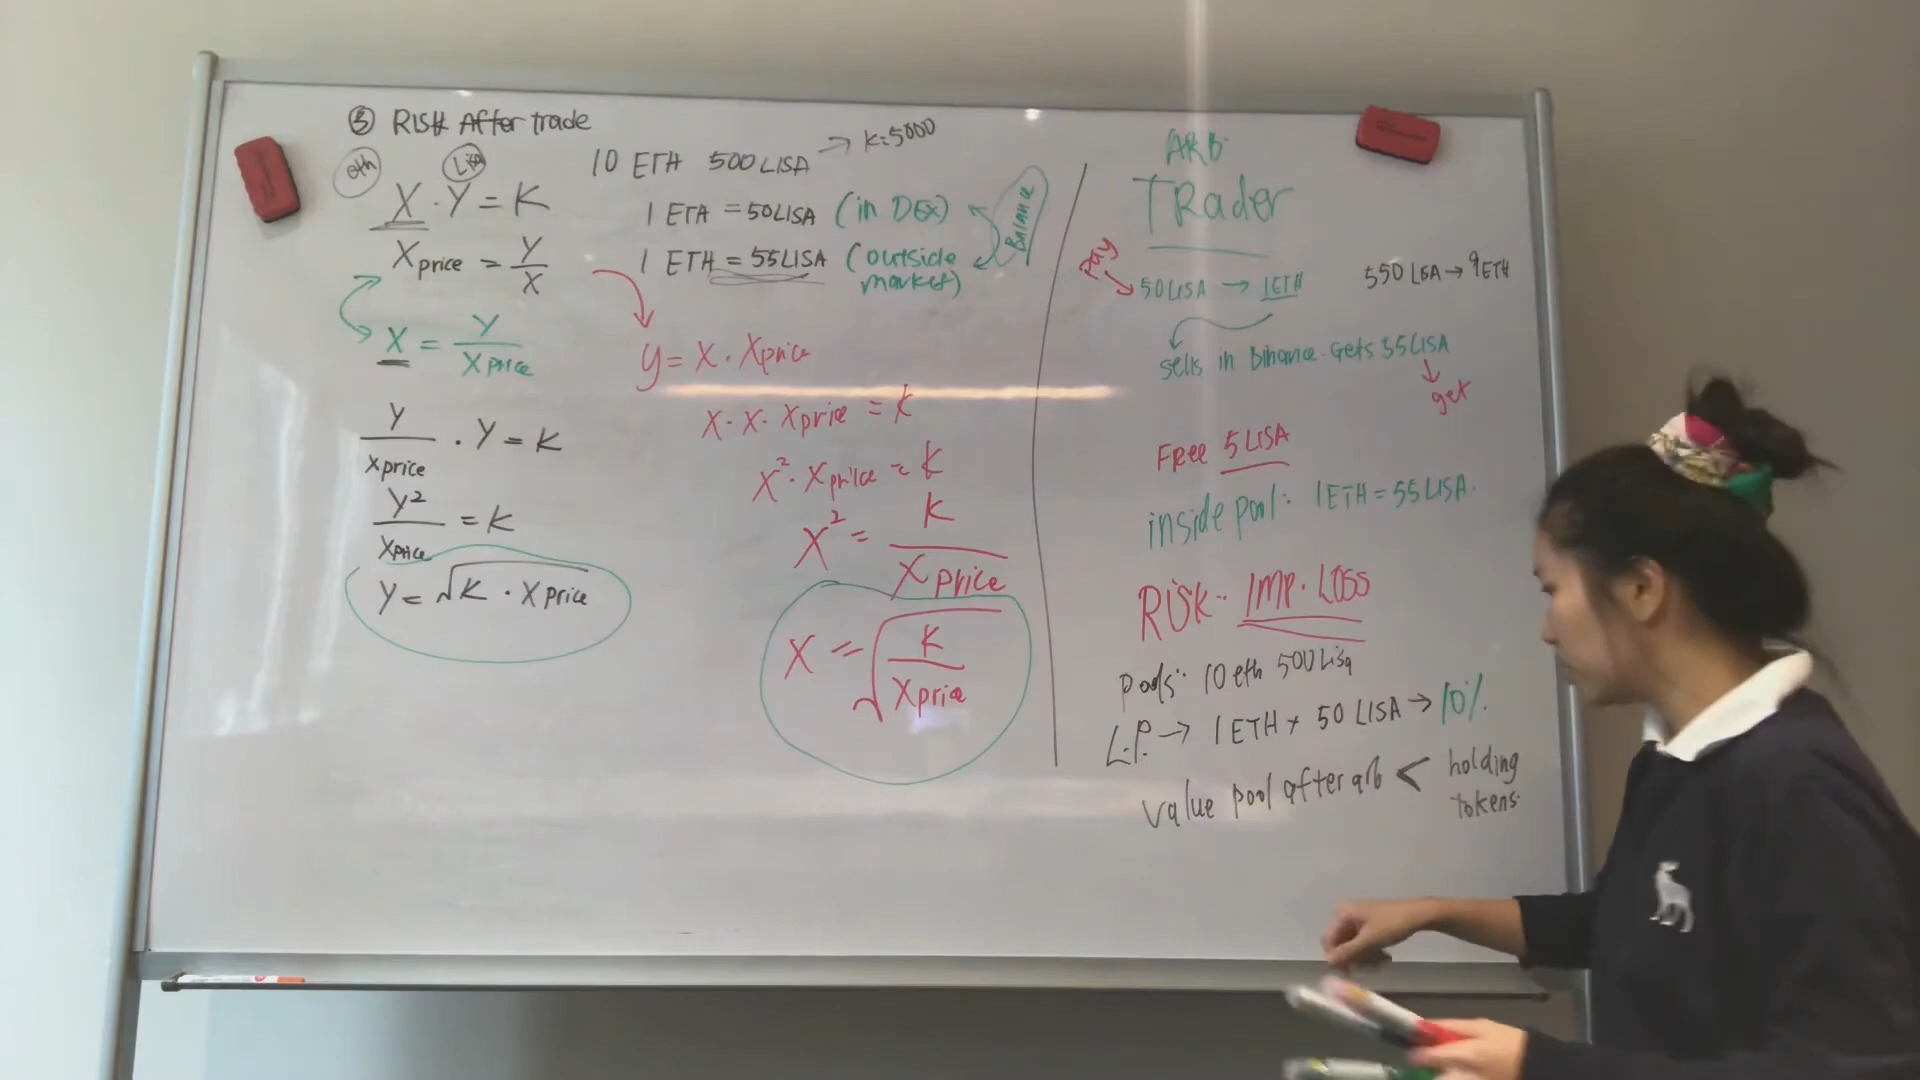 ③ RISK After trade
eth Lisa
X · Y = K
Xprice = Y / X
X = Y / Xprice
Y / Xprice · Y = K
Y² / Xprice = K
Y = √K · Xprice
10 ETH 500 LISA → K=5000
1 ETH = 50 LISA (in DEX)
1 ETH = 55 LISA (outside market)
Balance
y = X · Xprice
X · X · Xprice = K
X² · Xprice = K
X² = K / Xprice
X = √K / Xprice
ARB.
TRader
pay
50 LISA → 1 ETH
550 LISA → 9 ETH
sells in Binance. Gets 55 LISA
get
Free 5 LISA
inside pool: 1 ETH = 55 LISA.
RISK: IMP. LOSS
Pools: 10 eth 500 Lisa
L.P. → 1 ETH + 50 LISA → 10%
value pool after arb < holding tokens.